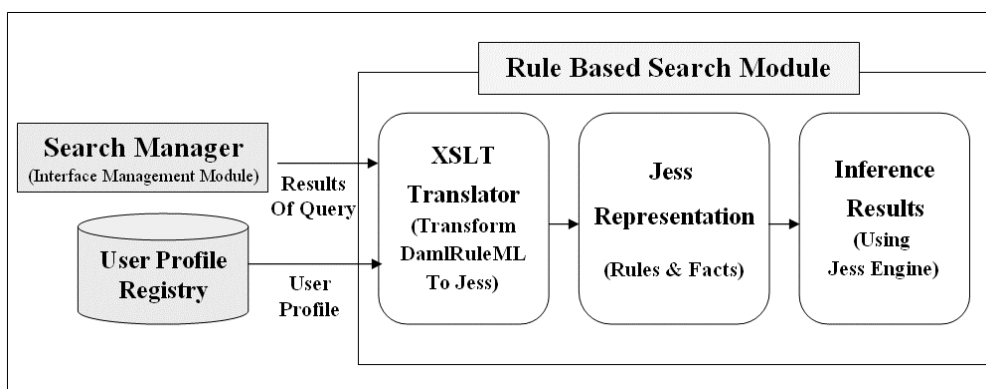 Rule Based Search Module
Search Manager
(Interface Management Module)
Results
Of Query
User Profile
Registry
User
Profile
XSLT
Translator
(Transform
DamlRuleML
To Jess)
Jess
Representation
(Rules & Facts)
Inference
Results
(Using
Jess Engine)